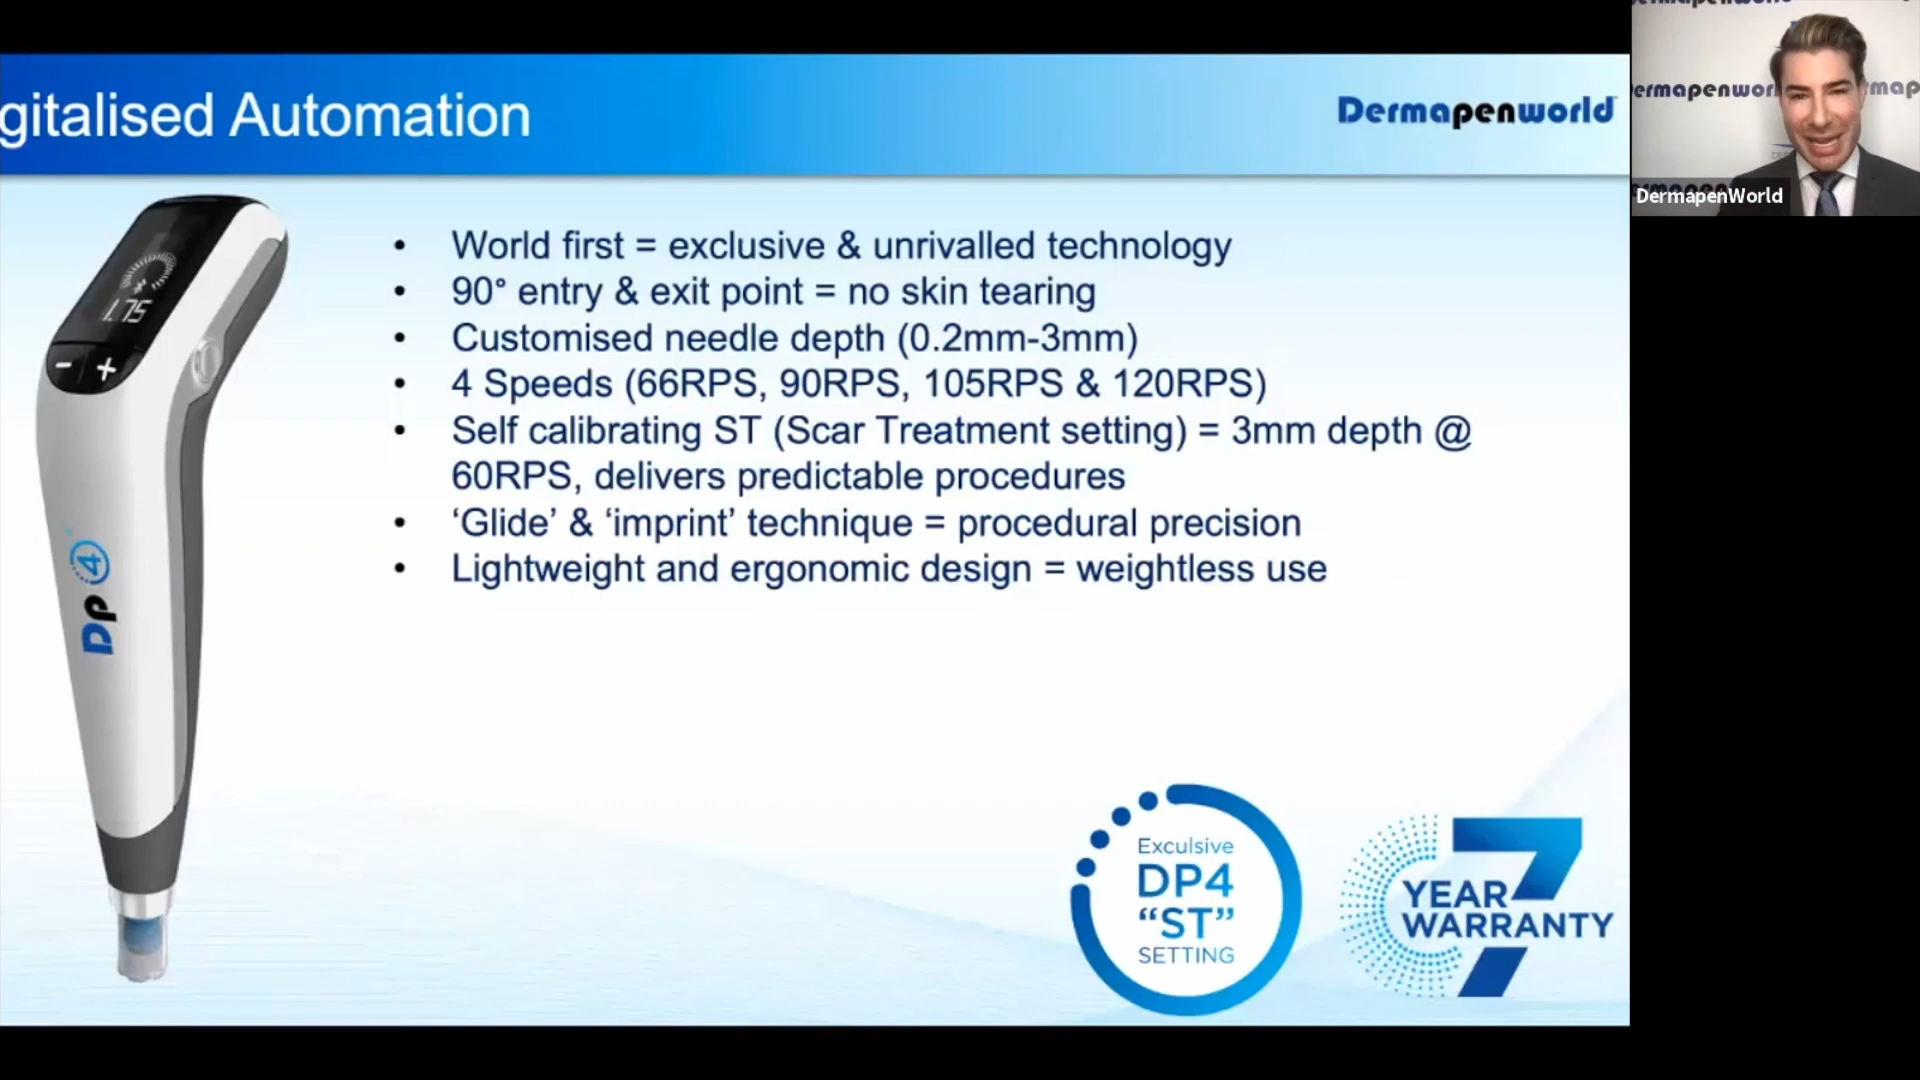 gitalised Automation
Dermapenworld
• World first = exclusive & unrivalled technology
• 90° entry & exit point = no skin tearing
• Customised needle depth (0.2mm-3mm)
• 4 Speeds (66RPS, 90RPS, 105RPS & 120RPS)
• Self calibrating ST (Scar Treatment setting) = 3mm depth @
60RPS, delivers predictable procedures
• ‘Glide’ & ‘imprint’ technique = procedural precision
• Lightweight and ergonomic design = weightless use
1.75
- +
Dp4
Exculsive
DP4
“ST”
SETTING
7
YEAR
WARRANTY
ermapenworl
map
DermapenWorld